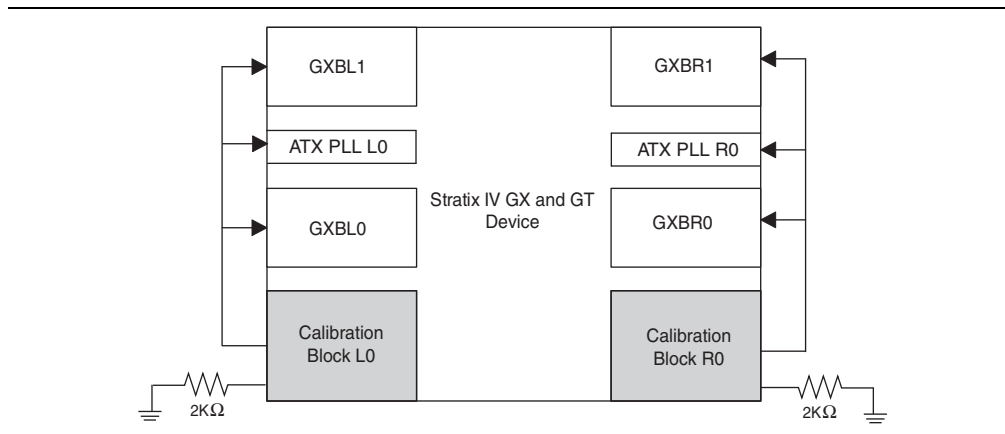 GXBL1
GXBR1
ATX PLL L0
ATX PLL R0
Stratix IV GX and GT
Device
GXBL0
GXBR0
Calibration
Block L0
Calibration
Block R0
2KΩ
2KΩ